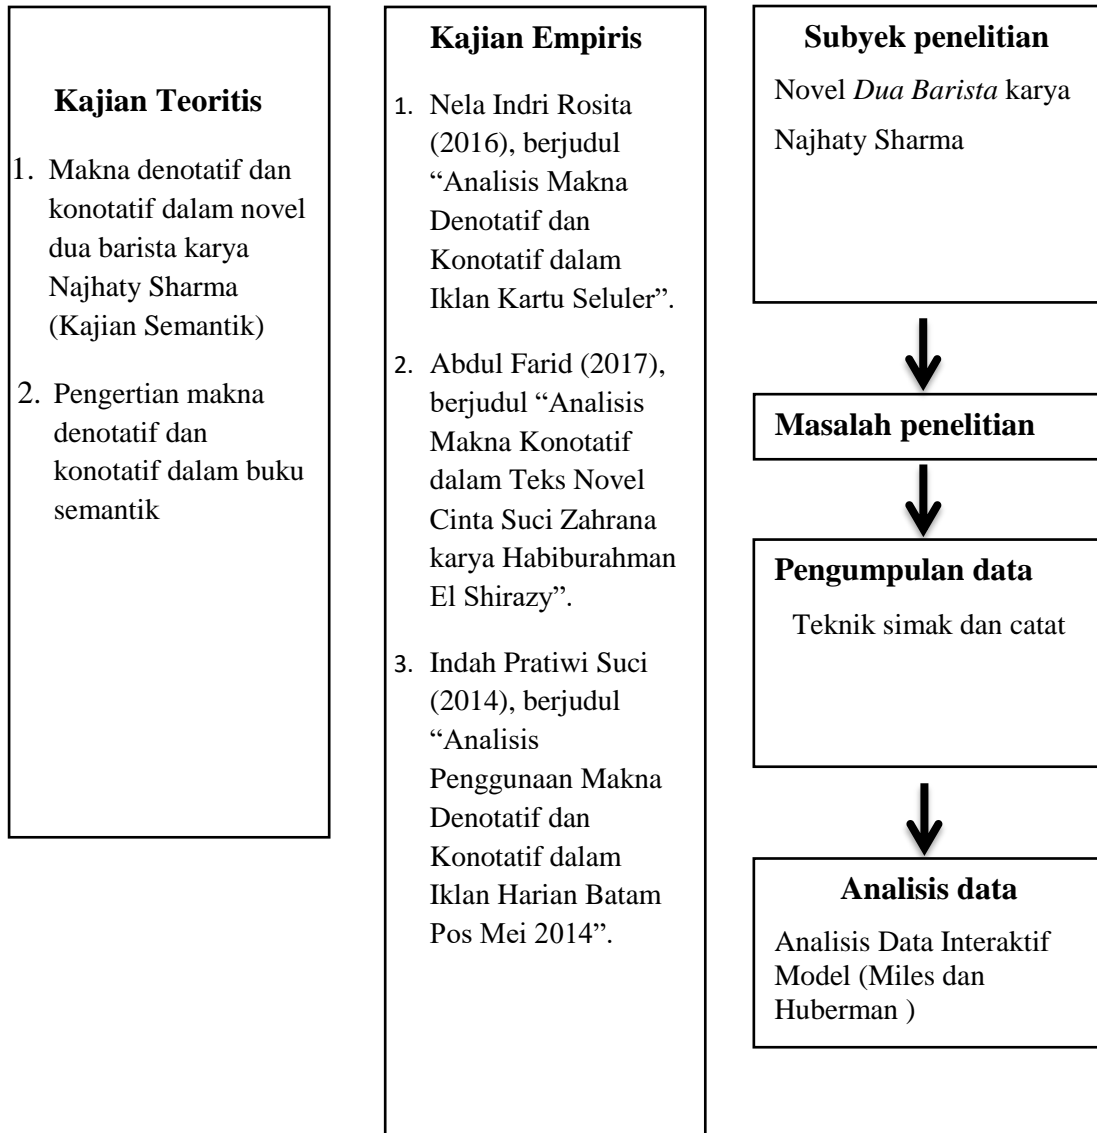 Kajian Teoritis
1. Makna denotatif dan
konotatif dalam novel
dua barista karya
Najhaty Sharma
(Kajian Semantik)
2. Pengertian makna
denotatif dan
konotatif dalam buku
semantik
Kajian Empiris
1. Nela Indri Rosita
(2016), berjudul
“Analisis Makna
Denotatif dan
Konotatif dalam
Iklan Kartu Seluler”.
2. Abdul Farid (2017),
berjudul “Analisis
Makna Konotatif
dalam Teks Novel
Cinta Suci Zahrana
karya Habiburahman
El Shirazy”.
3. Indah Pratiwi Suci
(2014), berjudul
“Analisis
Penggunaan Makna
Denotatif dan
Konotatif dalam
Iklan Harian Batam
Pos Mei 2014”.
Subyek penelitian
Novel Dua Barista karya
Najhaty Sharma
Masalah penelitian
Pengumpulan data
Teknik simak dan catat
Analisis data
Analisis Data Interaktif
Model (Miles dan
Huberman )